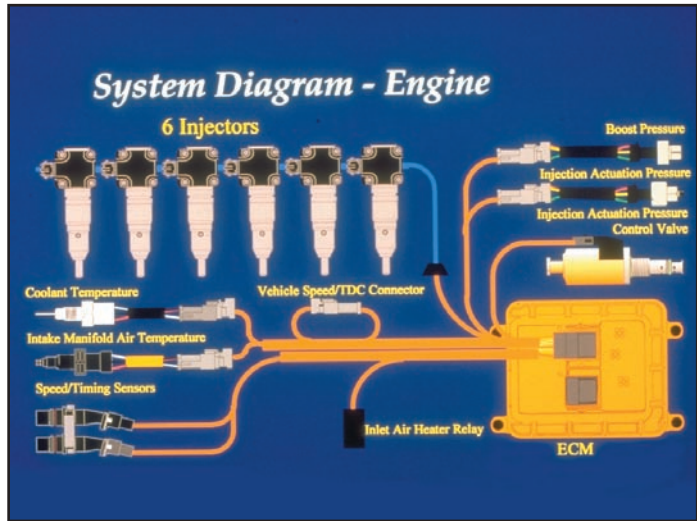 System Diagram - Engine
6 Injectors
Boost Pressure
Injection Actuation Pressure
Injection Actuation Pressure
Control Valve
Coolant Temperature
Vehicle Speed/TDC Connector
Intake Manifold Air Temperature
Speed/Timing Sensors
Inlet Air Heater Relay
ECM